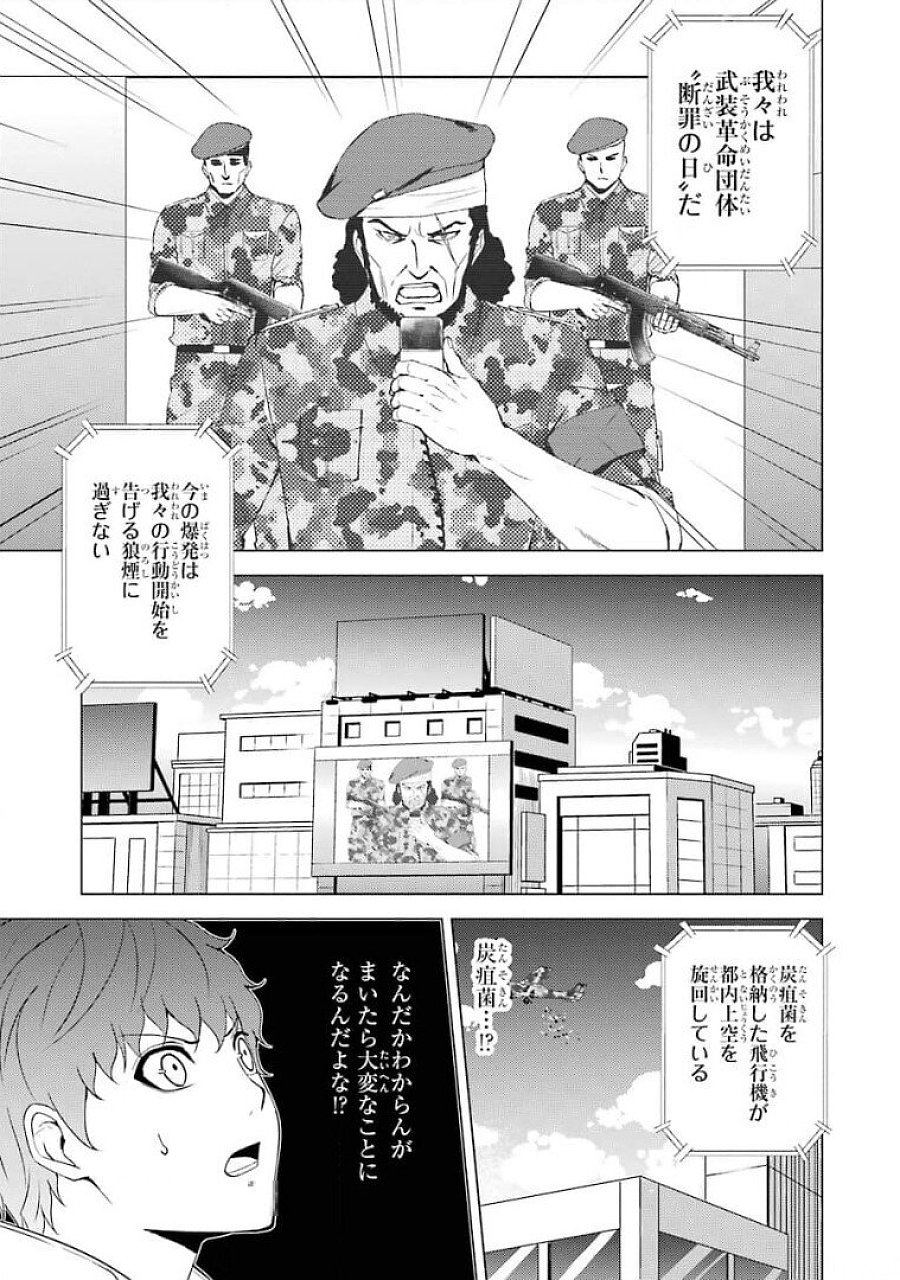 我々は
武装革命団体
〝断罪の日〟だ
今の爆発は
我々の行動開始を
告げる狼煙に
過ぎない
炭疽菌を
格納した飛行機が
都内上空を
旋回している
炭疽菌…!?
なんだかわからんが
まいたら大変なことに
なるんだよな!?